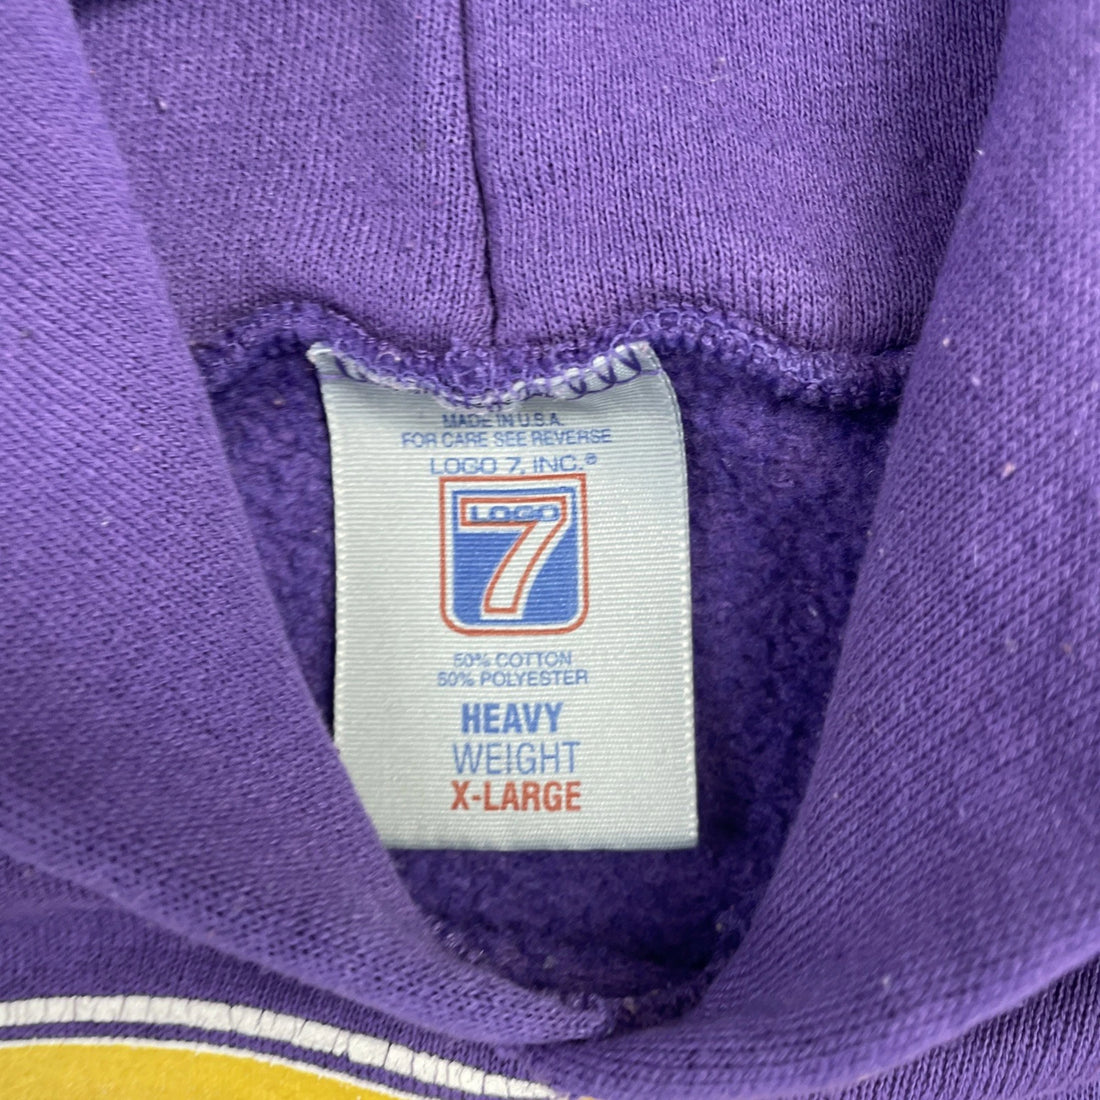 MADE IN U.S.A.
FOR CARE SEE REVERSE
LOGO 7, INC.®
LOGO
7
50% COTTON
50% POLYESTER
HEAVY
WEIGHT
X-LARGE